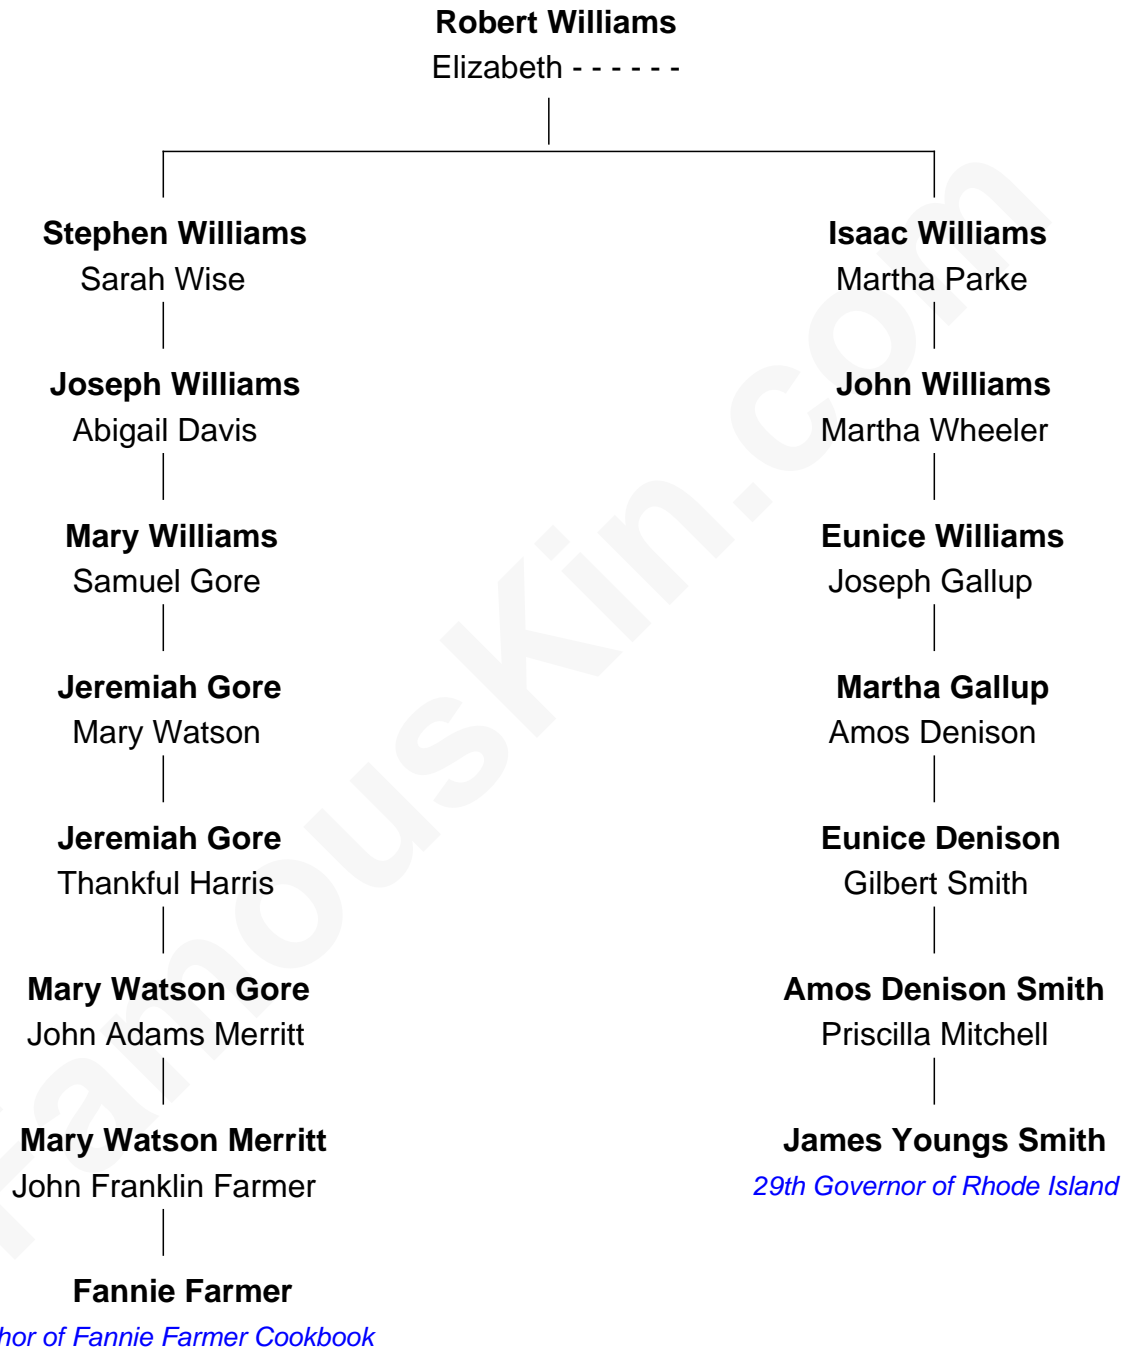 Robert Williams
Elizabeth - - - - - -
Stephen Williams
Sarah Wise
Isaac Williams
Martha Parke
Joseph Williams
Abigail Davis
John Williams
Martha Wheeler
Mary Williams
Samuel Gore
Eunice Williams
Joseph Gallup
Jeremiah Gore
Mary Watson
Martha Gallup
Amos Denison
Jeremiah Gore
Thankful Harris
Eunice Denison
Gilbert Smith
Mary Watson Gore
John Adams Merritt
Amos Denison Smith
Priscilla Mitchell
Mary Watson Merritt
John Franklin Farmer
James Youngs Smith
29th Governor of Rhode Island
Fannie Farmer
hor of Fannie Farmer Cookbook
FamousKin.com